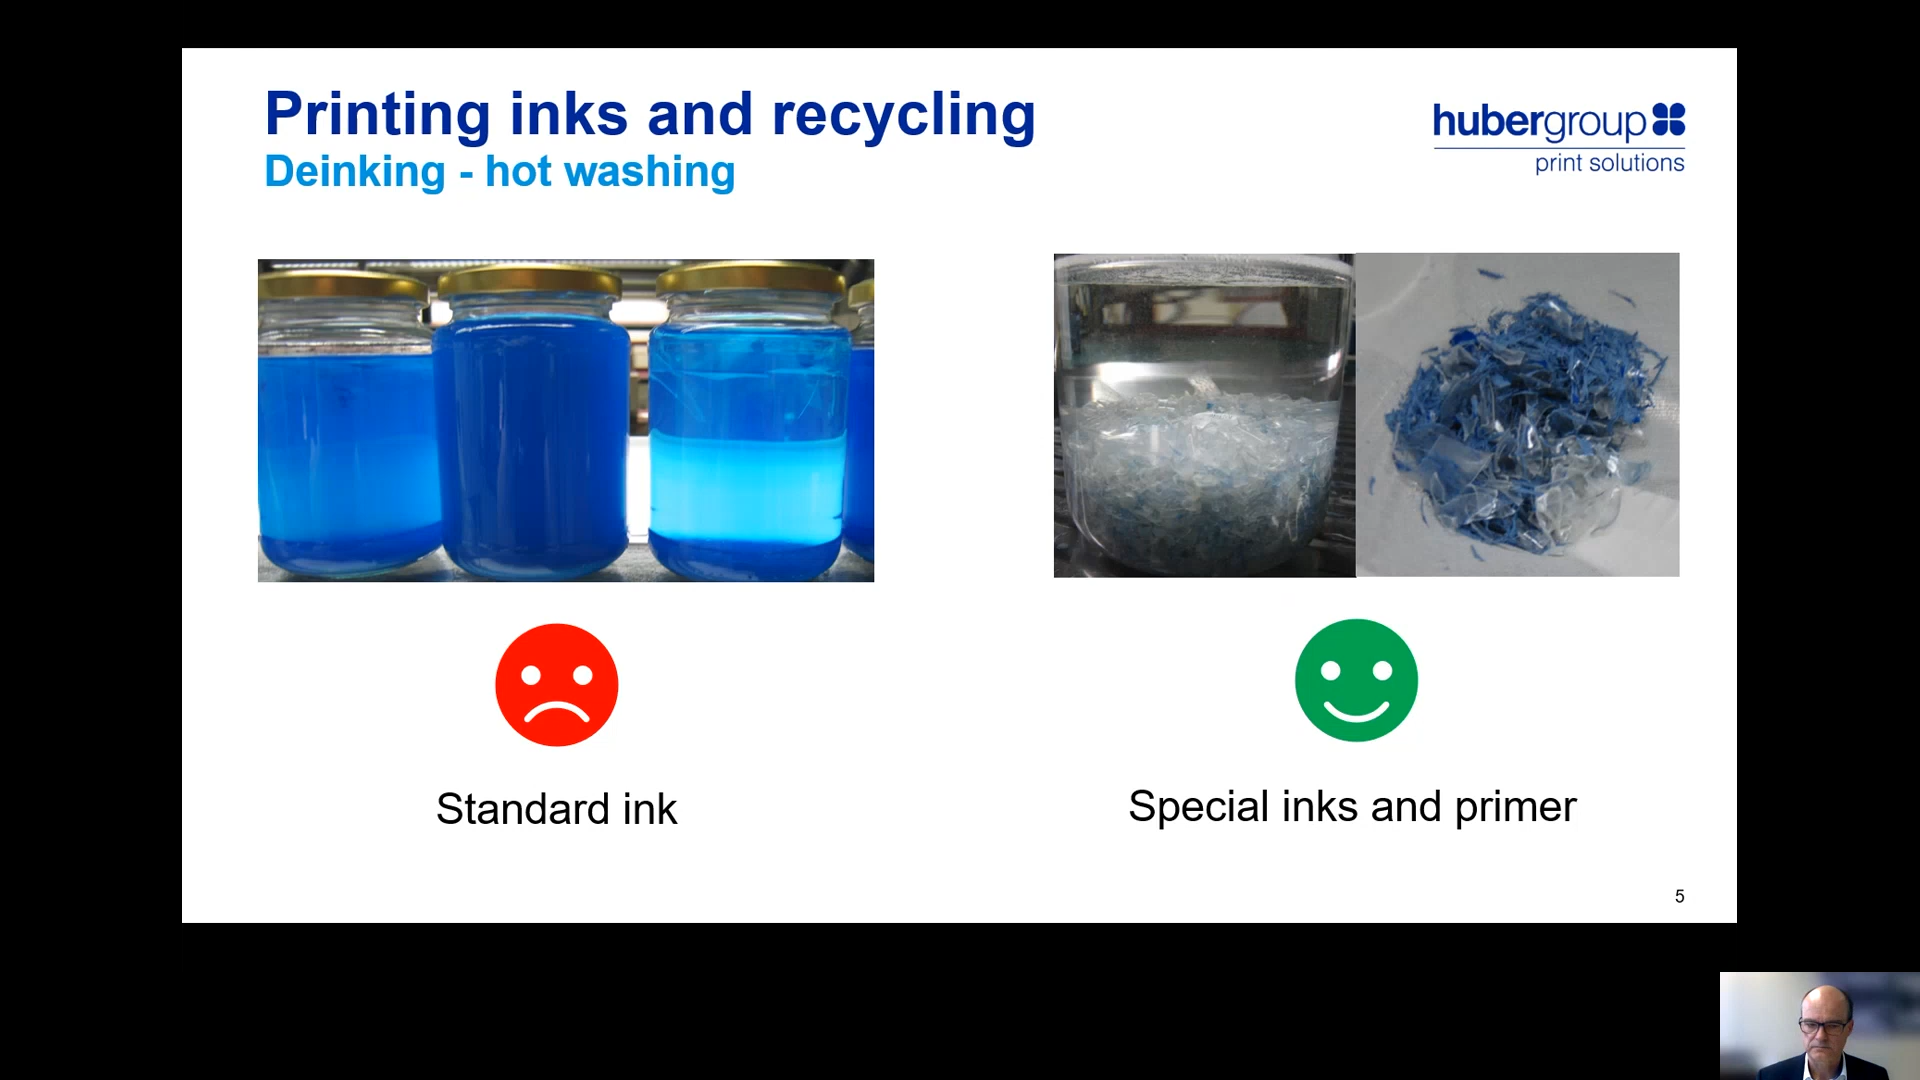 Printing inks and recycling
Deinking - hot washing
hubergroup
print solutions
Standard ink
Special inks and primer
5